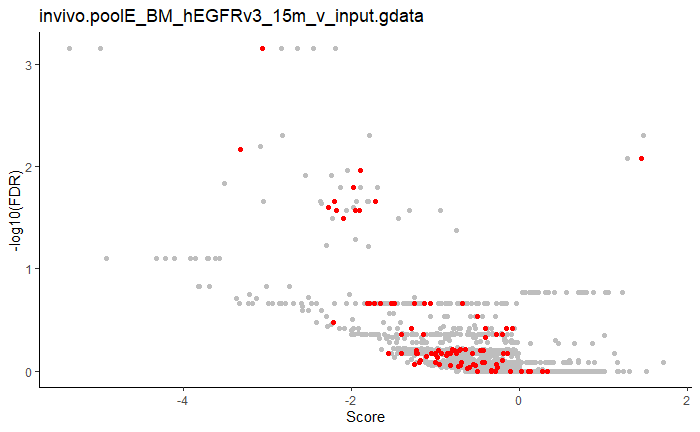 invivo.poolE_BM_hEGFRv3_15m_v_input.gdata
3
2
1
0
-log10(FDR)
-4
-2
0
2
Score